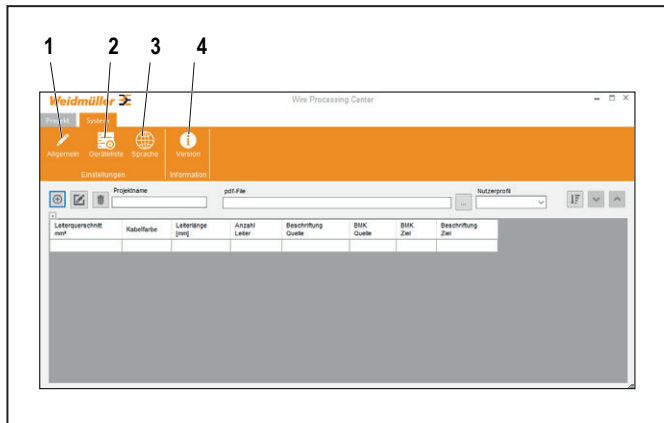 1 2 3 4
Weidmüller
Wire Processing Center
Projekt System
Allgemein Geräteliste Sprache Version
Einstellungen Information
Projektname pdf-File Nutzerprofil
...
Leiterquerschnitt Kabelfarbe Leiterlänge Anzahl Beschriftung BMK BMK Beschriftung
mm² [mm] Leiter Quelle Quelle Ziel Ziel